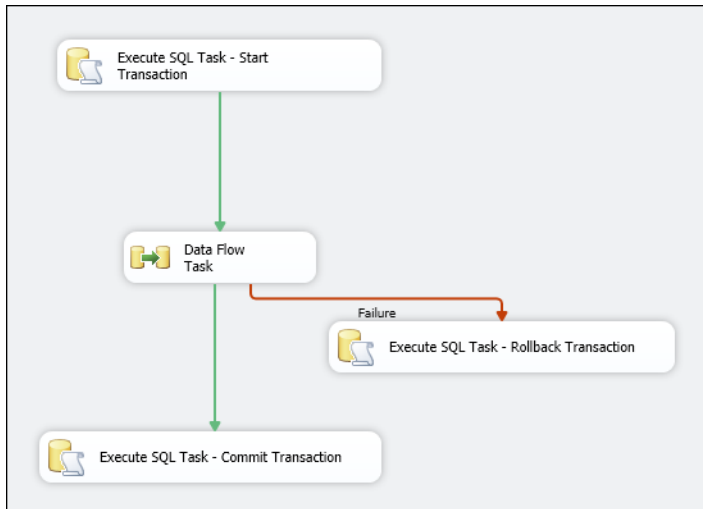 Execute SQL Task - Start
Transaction
Data Flow
Task
Failure
Execute SQL Task - Rollback Transaction
Execute SQL Task - Commit Transaction